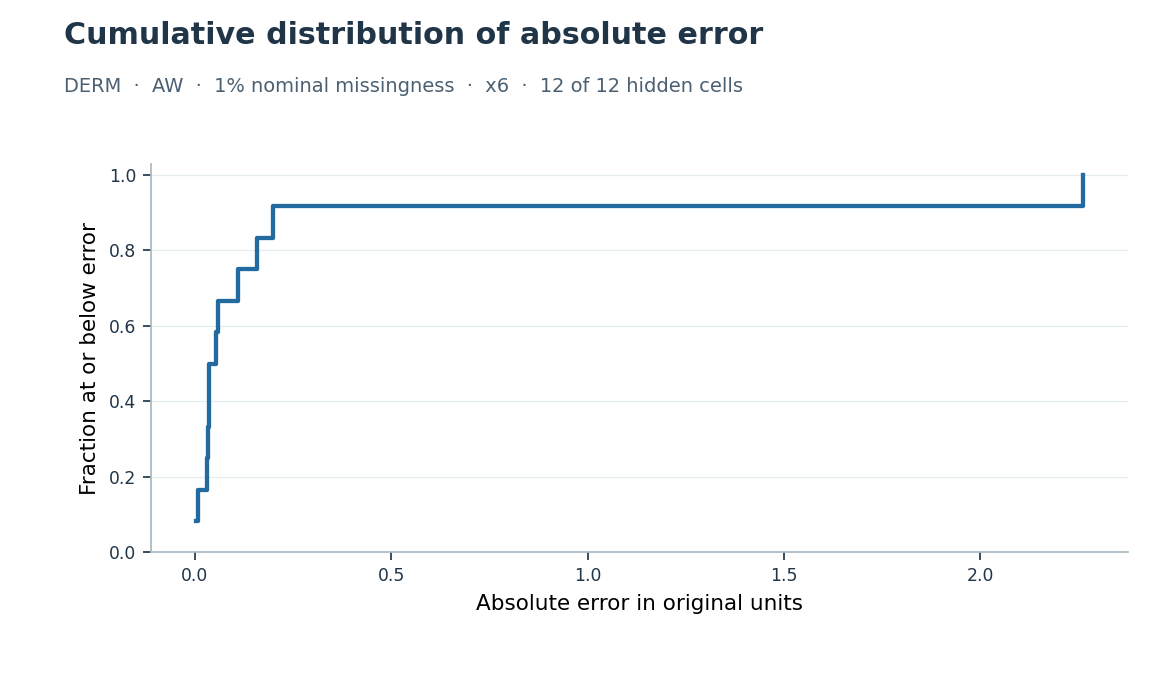 Cumulative distribution of absolute error
DERM · AW · 1% nominal missingness · x6 · 12 of 12 hidden cells
Fraction at or below error
1.0
0.8
0.6
0.4
0.2
0.0
0.0 0.5 1.0 1.5 2.0
Absolute error in original units